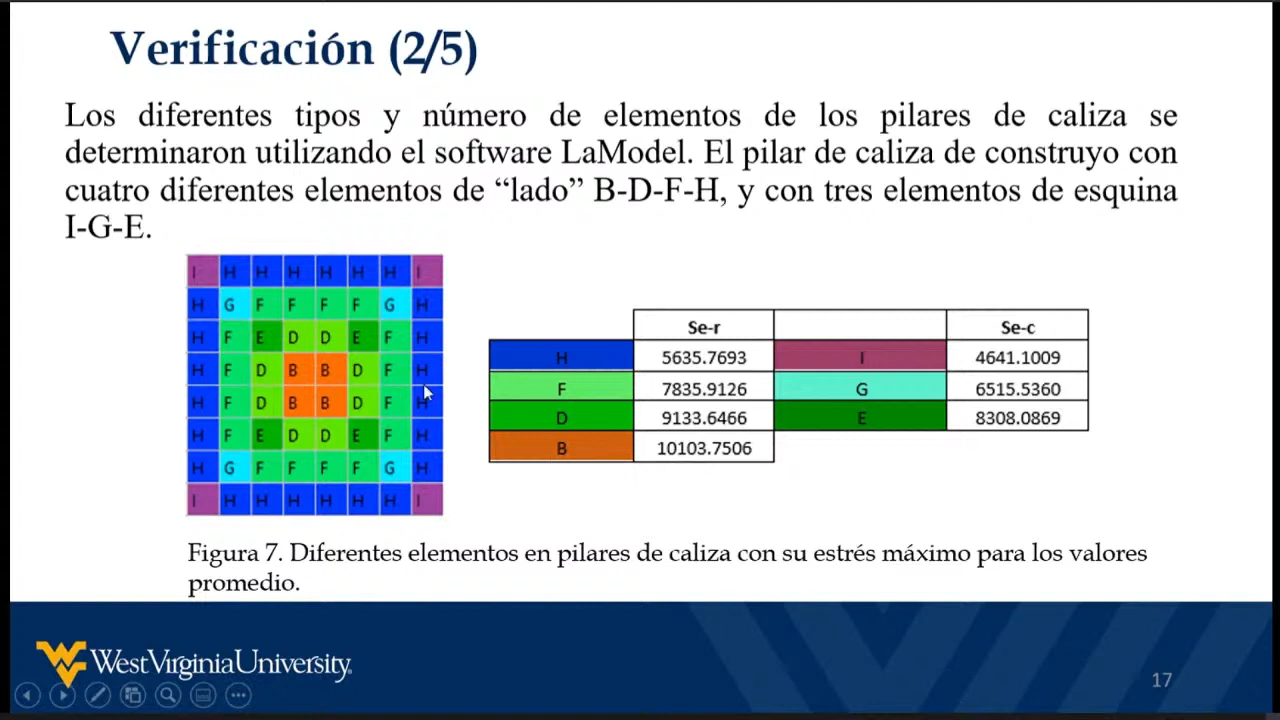 Verificación (2/5)
Los diferentes tipos y número de elementos de los pilares de caliza se
determinaron utilizando el software LaModel. El pilar de caliza de construyo con
cuatro diferentes elementos de “lado” B-D-F-H, y con tres elementos de esquina
I-G-E.
I H H H H H H I
H G F F F F G H
H F E D D E F H
H F D B B D F H
H F D B B D F H
H F E D D E F H
H G F F F F G H
I H H H H H H I
Se-r Se-c
H 5635.7693 I 4641.1009
F 7835.9126 G 6515.5360
D 9133.6466 E 8308.0869
B 10103.7506
Figura 7. Diferentes elementos en pilares de caliza con su estrés máximo para los valores
promedio.
WestVirginiaUniversity.
17